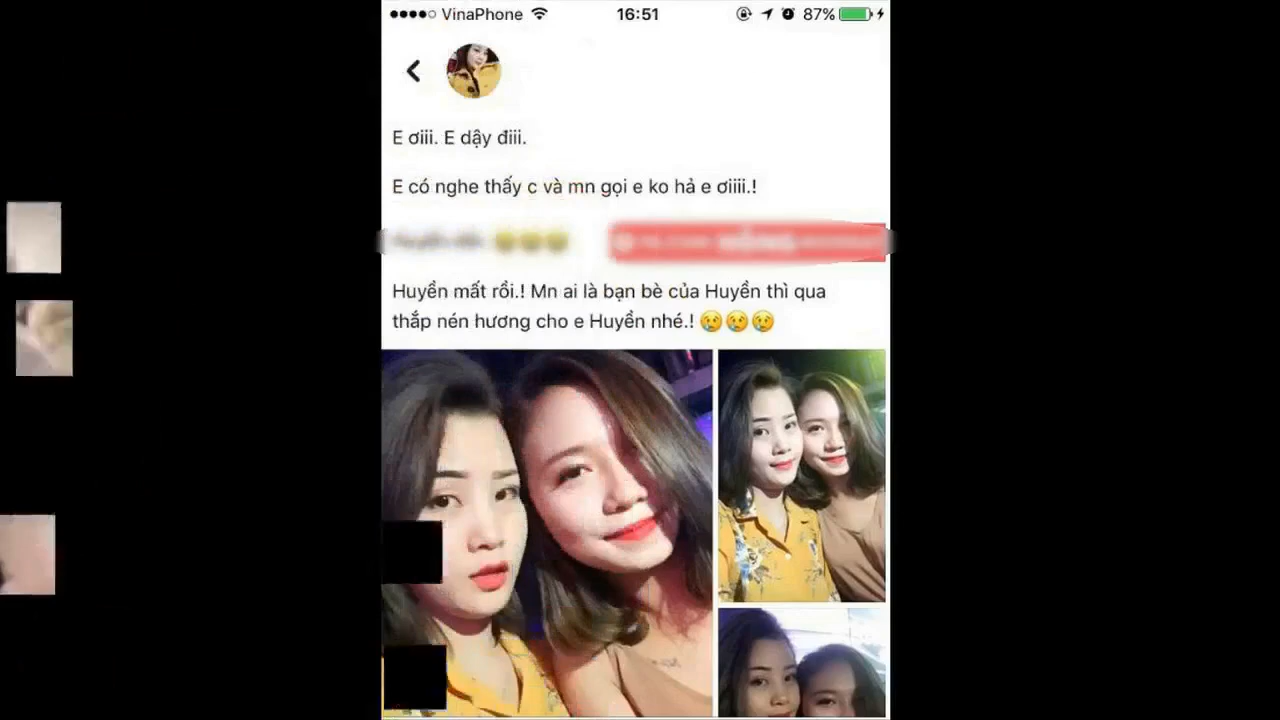 VinaPhone 16:51 87%
E ơiii. E dậy điii.
E có nghe thấy c và mn gọi e ko hả e ơiiii.!
Huyền mất rồi.! Mn ai là bạn bè của Huyền thì qua
thắp nén hương cho e Huyền nhé.! 😢😢😢